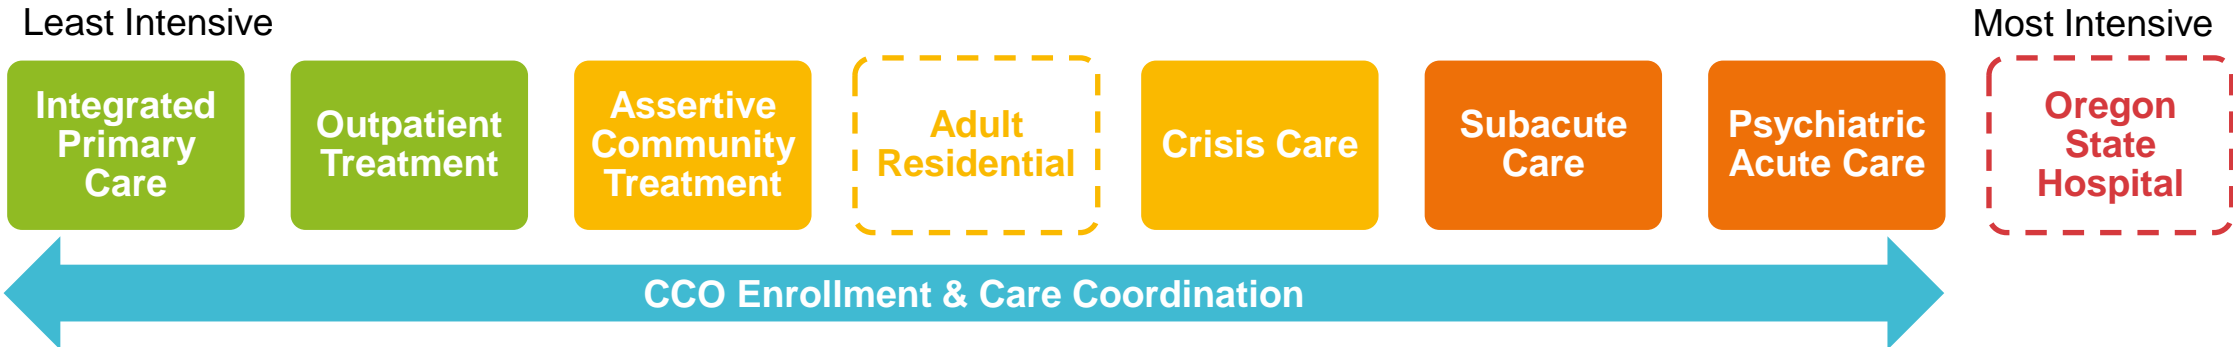 Least Intensive
Most Intensive
Integrated
Primary
Care
Outpatient
Treatment
Assertive
Community
Treatment
Adult
Residential
Crisis Care
Subacute
Care
Psychiatric
Acute Care
Oregon
State
Hospital
CCO Enrollment & Care Coordination